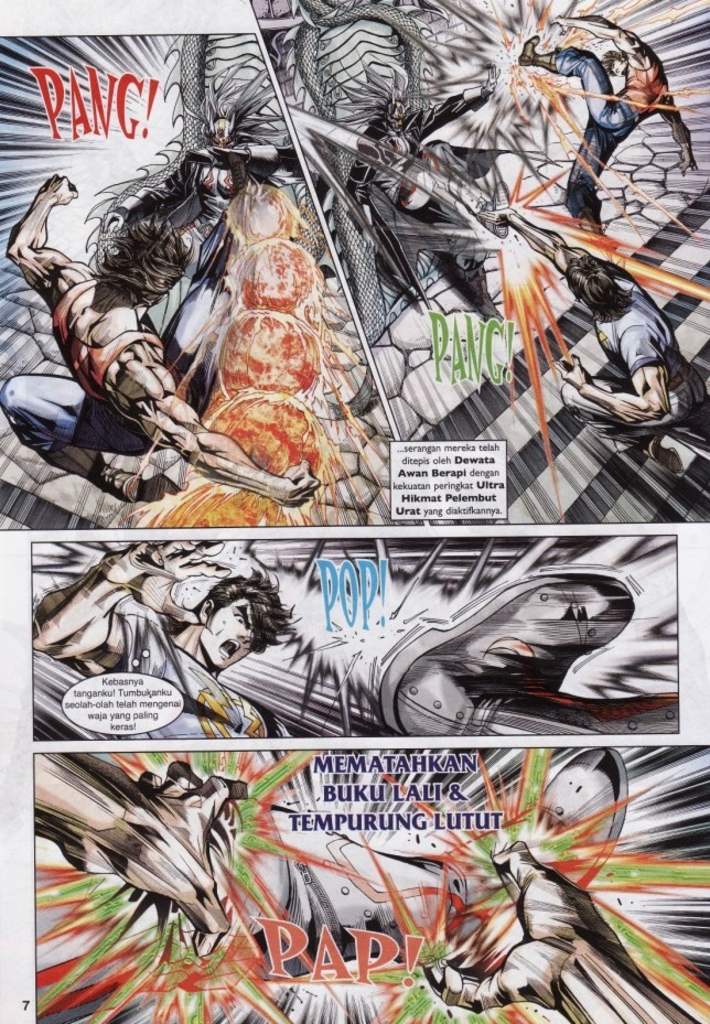 PANG!
PANG!
...serangan mereka telah
ditepis oleh Dewata
Awan Berapi dengan
kekuatan peringkat Ultra
Hikmat Pelembut
Urat yang diaktifkannya.
POP!
Kebasnya
tanganku! Tumbukanku
seolah-olah telah mengenai
waja yang paling
keras!
MEMATAHKAN
BUKU LALI &
TEMPURUNG LUTUT
PAP!
7